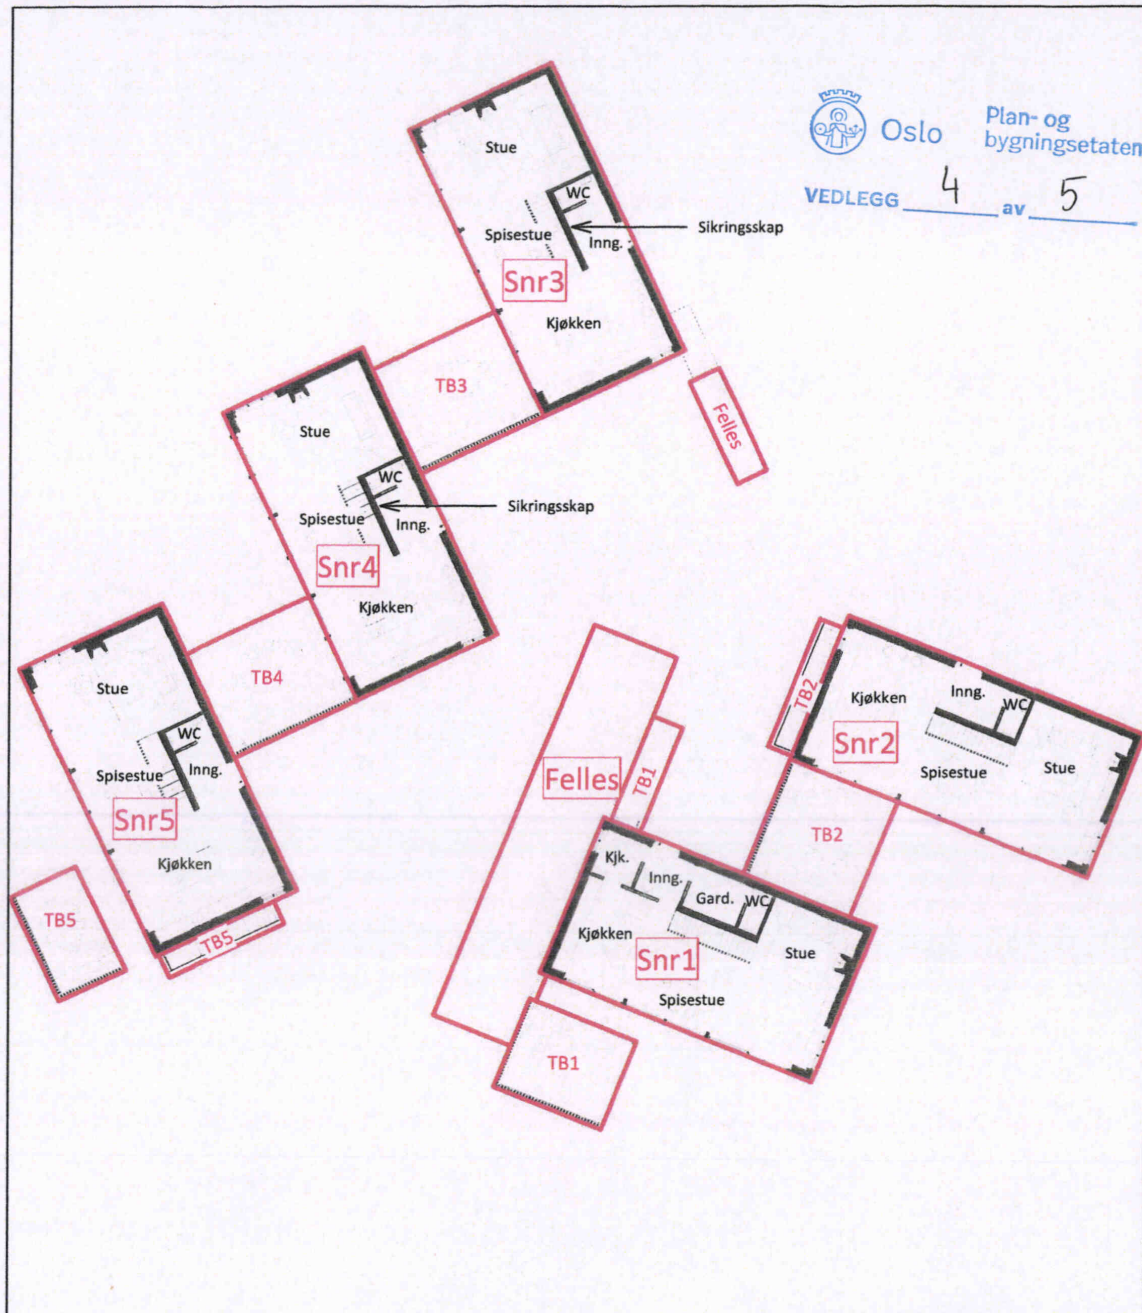 Oslo
Plan- og
bygningsetaten
VEDLEGG 4 av 5
Stue
WC
Sikringsskap
Spisestue
Inng.
Snr3
Kjøkken
TB3
Felles
Stue
WC
Sikringsskap
Spisestue
Inng.
Snr4
Kjøkken
TB4
Stue
WC
Spisestue
Inng.
Snr5
Kjøkken
TB5
TB5
TB2
Kjøkken
Inng.
WC
Snr2
Spisestue
Stue
TB2
Felles
TB1
Kjk.
Inng.
Gard.
WC
Kjøkken
Snr1
Stue
Spisestue
TB1